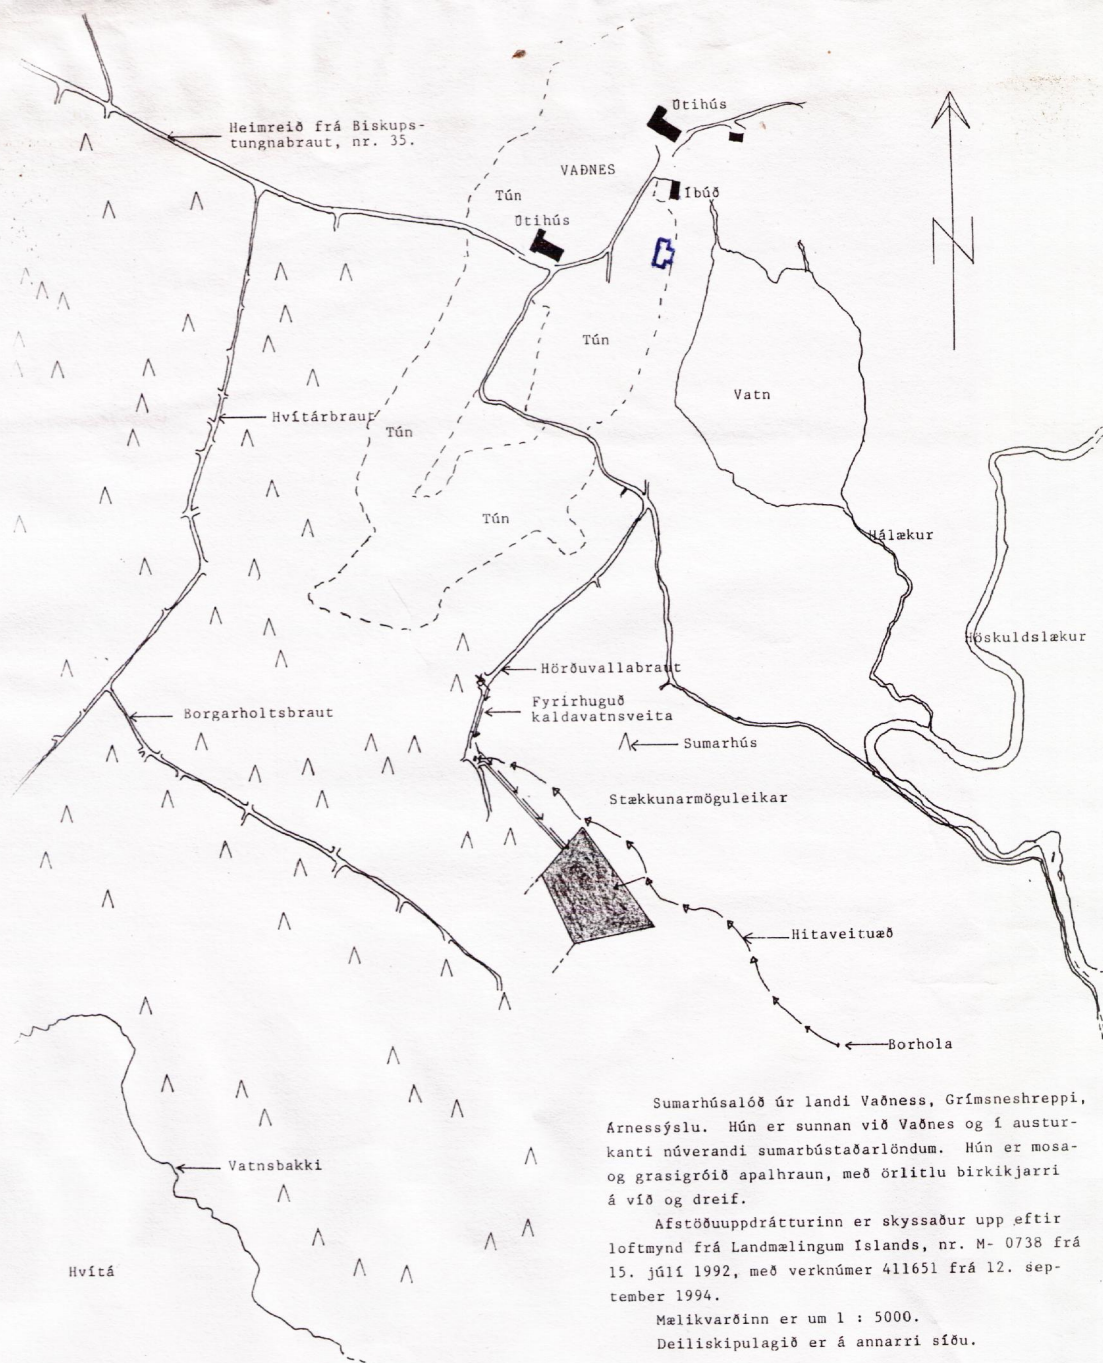 Útihús
Heimreið frá Biskups-
tungnabraut, nr. 35.
VAÐNES
Tún
Íbúð
Útihús
N
Tún
Vatn
Hvítárbraut
Tún
Tún
Hálækur
Höskuldslækur
Hörðuvallabraut
Fyrirhuguð
kaldavatnsveita
Borgarholtsbraut
Sumarhús
Stækkunarmöguleikar
Hitaveituæð
Borhola
Vatnsbakki
Hvítá
Sumarhúsalóð úr landi Vaðness, Grímsneshreppi,
Árnessýslu. Hún er sunnan við Vaðnes og í austur-
kanti núverandi sumarbústaðarlöndum. Hún er mosa-
og grasigróið apalhraun, með örlitlu birkikjarri
á víð og dreif.
Afstöðuuppdrátturinn er skyssaður upp eftir
loftmynd frá Landmælingum Íslands, nr. M- 0738 frá
15. júlí 1992, með verknúmer 411651 frá 12. sep-
tember 1994.
Mælikvarðinn er um 1 : 5000.
Deiliskipulagið er á annarri síðu.